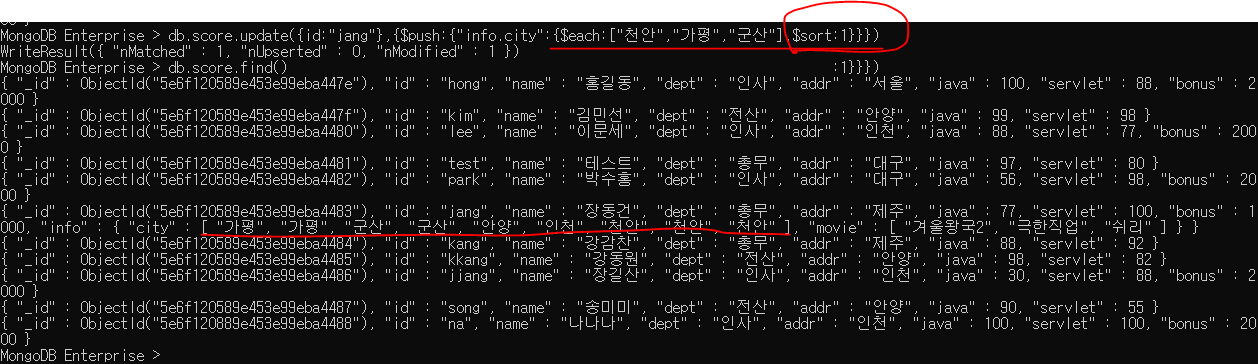 MongoDB Enterprise > db.score.update({id:"jang"},{$push:{"info.city":{$each:["천안","가평","군산"],$sort:1}}})
WriteResult({ "nMatched" : 1, "nUpserted" : 0, "nModified" : 1 })
MongoDB Enterprise > db.score.find() :1}}})
{ "_id" : ObjectId("5e6f120589e453e99eba447e"), "id" : "hong", "name" : "홍길동", "dept" : "인사", "addr" : "서울", "java" : 100, "servlet" : 88, "bonus" : 2
000 }
{ "_id" : ObjectId("5e6f120589e453e99eba447f"), "id" : "kim", "name" : "김민선", "dept" : "전산", "addr" : "안양", "java" : 99, "servlet" : 98 }
{ "_id" : ObjectId("5e6f120589e453e99eba4480"), "id" : "lee", "name" : "이문세", "dept" : "인사", "addr" : "인천", "java" : 88, "servlet" : 77, "bonus" : 200
0 }
{ "_id" : ObjectId("5e6f120589e453e99eba4481"), "id" : "test", "name" : "테스트", "dept" : "총무", "addr" : "대구", "java" : 97, "servlet" : 80 }
{ "_id" : ObjectId("5e6f120589e453e99eba4482"), "id" : "park", "name" : "박수홍", "dept" : "인사", "addr" : "대구", "java" : 56, "servlet" : 98, "bonus" : 20
00 }
{ "_id" : ObjectId("5e6f120589e453e99eba4483"), "id" : "jang", "name" : "장동건", "dept" : "총무", "addr" : "제주", "java" : 77, "servlet" : 100, "bonus" : 1
000, "info" : { "city" : [ "가평", "가평", "군산", "군산", "안양", "인천", "천안", "천안", "천안" ], "movie" : [ "겨울왕국2", "극한직업", "쉬리" ] } }
{ "_id" : ObjectId("5e6f120589e453e99eba4484"), "id" : "kang", "name" : "강감찬", "dept" : "총무", "addr" : "제주", "java" : 88, "servlet" : 92 }
{ "_id" : ObjectId("5e6f120589e453e99eba4485"), "id" : "kkang", "name" : "강동원", "dept" : "전산", "addr" : "안양", "java" : 98, "servlet" : 82 }
{ "_id" : ObjectId("5e6f120589e453e99eba4486"), "id" : "jjang", "name" : "장길산", "dept" : "인사", "addr" : "인천", "java" : 30, "servlet" : 88, "bonus" : 2
000 }
{ "_id" : ObjectId("5e6f120589e453e99eba4487"), "id" : "song", "name" : "송미미", "dept" : "전산", "addr" : "안양", "java" : 90, "servlet" : 55 }
{ "_id" : ObjectId("5e6f120889e453e99eba4488"), "id" : "na", "name" : "나나나", "dept" : "인사", "addr" : "인천", "java" : 100, "servlet" : 100, "bonus" : 20
00 }
MongoDB Enterprise >